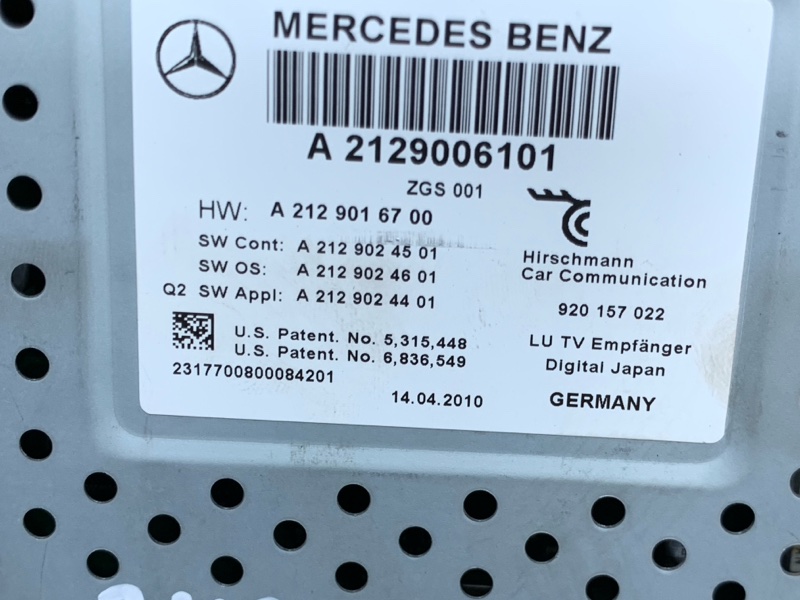 MERCEDES BENZ
A 2129006101
ZGS 001
HW: A 212 901 67 00
SW Cont: A 212 902 45 01
SW OS: A 212 902 46 01
Q2 SW Appl: A 212 902 44 01
U.S. Patent. No. 5,315,448
U.S. Patent. No. 6,836,549
2317700800084201
14.04.2010
Hirschmann
Car Communication
920 157 022
LU TV Empfänger
Digital Japan
GERMANY